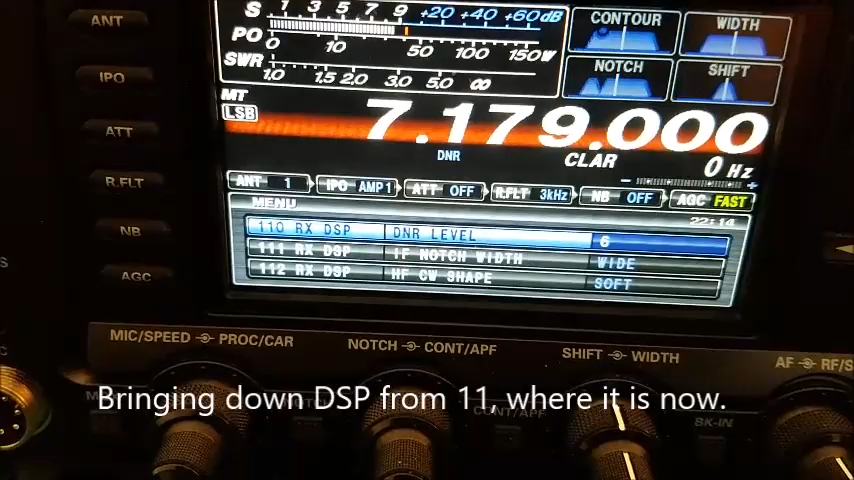 ANT
IPO
ATT
R.FLT
NB
AGC
S 1 3 5 7 9 +20 +40 +60dB
PO 0 10 50 100 150W
SWR 1.0 1.5 2.0 3.0 5.0 ∞
CONTOUR WIDTH
NOTCH SHIFT
MT
LSB
7.179.000
DNR CLAR 0 Hz
ANT 1 IPO AMP1 ATT OFF R.FLT 3kHz NB OFF AGC FAST
MENU 22:14
110 RX DSP DNR LEVEL 6
111 RX DSP IF NOTCH WIDTH WIDE
112 RX DSP HF CW SHAPE SOFT
MIC/SPEED PROC/CAR NOTCH CONT/APF SHIFT WIDTH AF RF/S
Bringing down DSP from 11, where it is now.
CONT/APF SK-IN